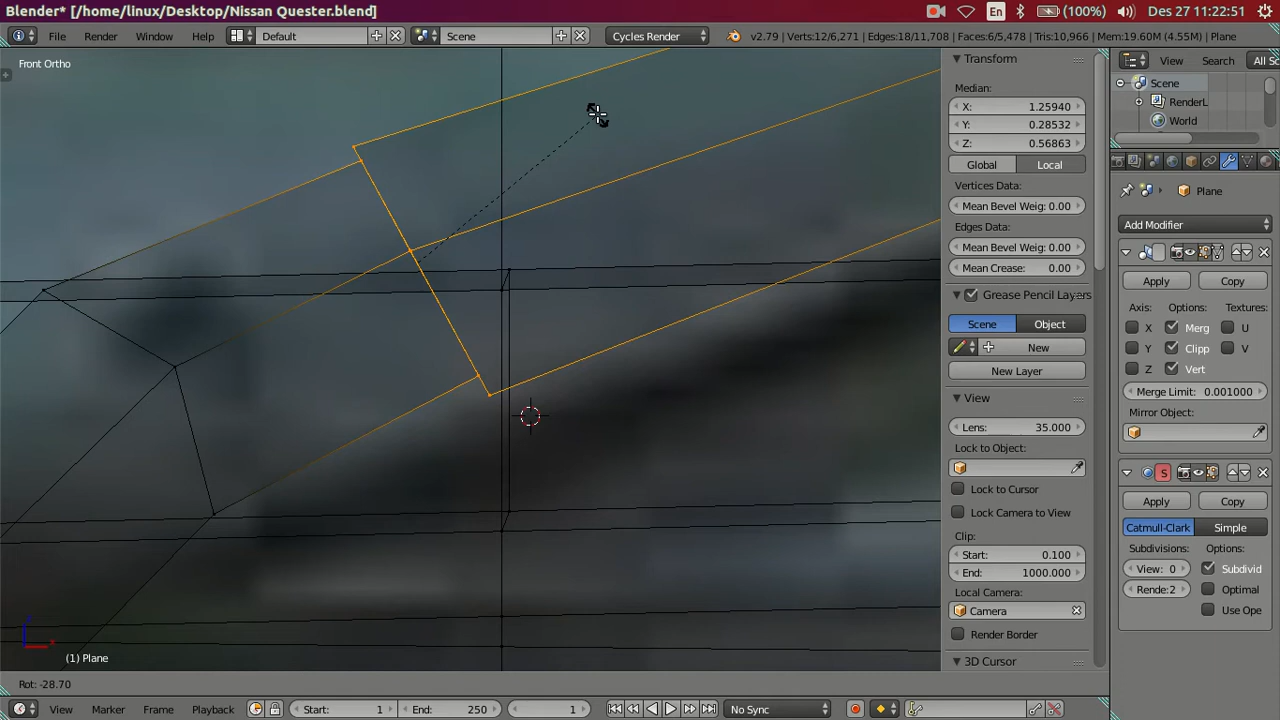 Blender* [/home/linux/Desktop/Nissan Quester.blend]
En (100%) Des 27 11:22:51
File Render Window Help Default Scene Cycles Render v2.79 | Verts:12/6,271 | Edges:18/11,708 | Faces:6/5,478 | Tris:10,966 | Mem:19.60M (4.55M) | Plane
View Search All Sc
Front Ortho
Transform
Median:
X: 1.25940
Y: 0.28532
Z: 0.56863
Global Local
Vertices Data:
Mean Bevel Weig: 0.00
Edges Data:
Mean Bevel Weig: 0.00
Mean Crease: 0.00
Grease Pencil Layers
Scene Object
New
New Layer
View
Lens: 35.000
Lock to Object:
Lock to Cursor
Lock Camera to View
Clip:
Start: 0.100
End: 1000.000
Local Camera:
Camera
Render Border
3D Cursor
Scene
RenderL
World
Plane
Add Modifier
Apply Copy
Axis: Options: Textures:
X Merg U
Y Clipp V
Z Vert
Merge Limit: 0.001000
Mirror Object:
S
Apply Copy
Catmull-Clark Simple
Subdivisions: Options:
View: 0 Subdivid
Rende:2 Optimal
Use Ope
(1) Plane
Rot: -28.70
View Marker Frame Playback Start: 1 End: 250 1 No Sync